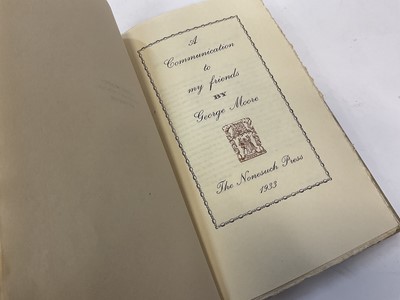 A
Communication
to
my friends
BY
George Moore
The Nonesuch Press
1933